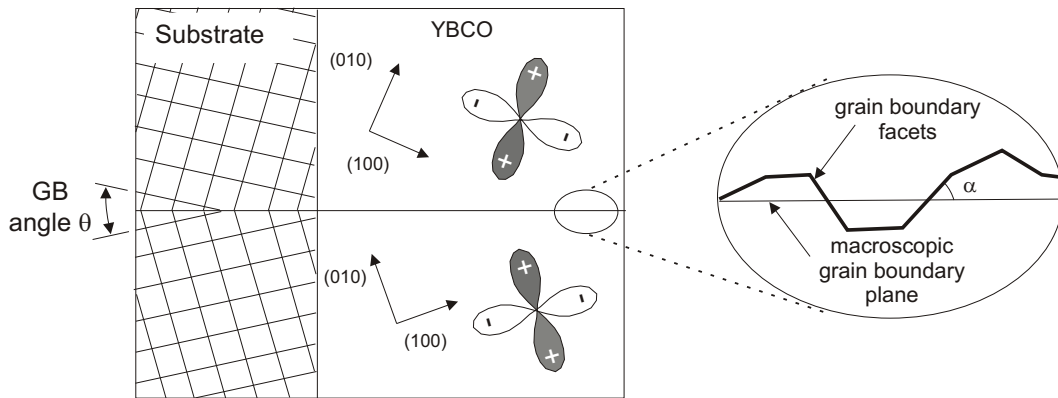 Substrate
YBCO
(010)
(100)
+
-
-
+
GB
angle θ
(010)
(100)
+
-
-
+
grain boundary
facets
α
macroscopic
grain boundary
plane